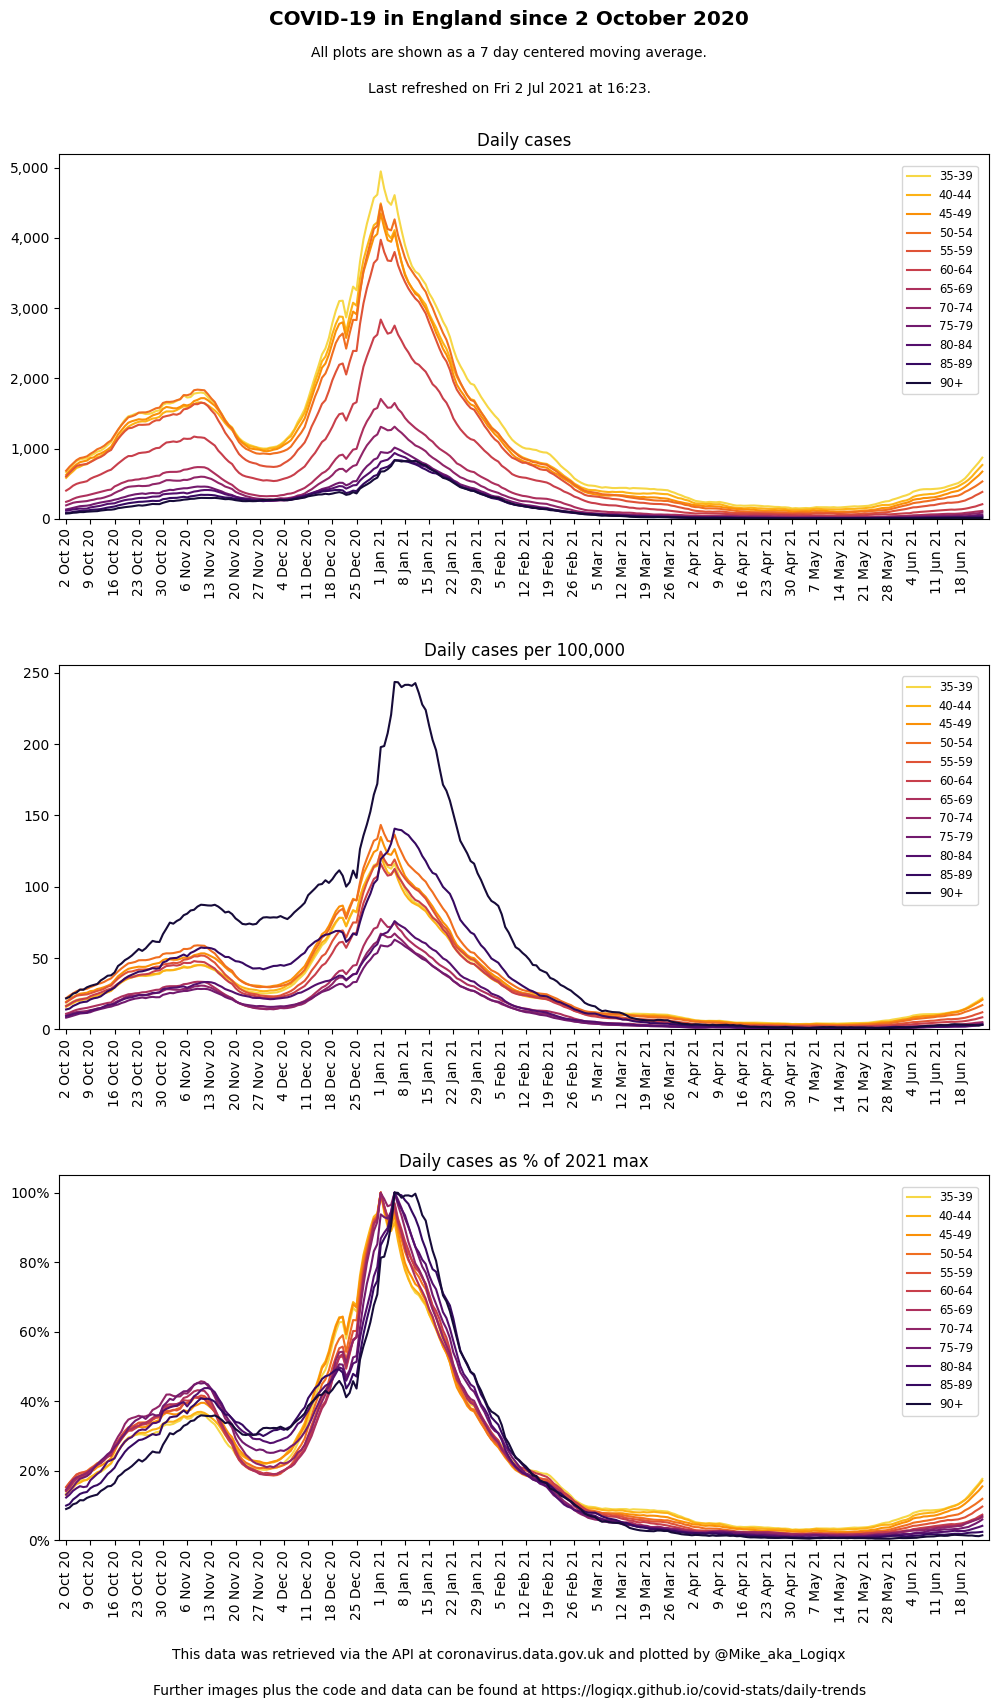 COVID-19 in England since 2 October 2020
All plots are shown as a 7 day centered moving average.
Last refreshed on Fri 2 Jul 2021 at 16:23.
Daily cases
5,000
4,000
3,000
2,000
1,000
0
35-39
40-44
45-49
50-54
55-59
60-64
65-69
70-74
75-79
80-84
85-89
90+
2 Oct 20
9 Oct 20
16 Oct 20
23 Oct 20
30 Oct 20
6 Nov 20
13 Nov 20
20 Nov 20
27 Nov 20
4 Dec 20
11 Dec 20
18 Dec 20
25 Dec 20
1 Jan 21
8 Jan 21
15 Jan 21
22 Jan 21
29 Jan 21
5 Feb 21
12 Feb 21
19 Feb 21
26 Feb 21
5 Mar 21
12 Mar 21
19 Mar 21
26 Mar 21
2 Apr 21
9 Apr 21
16 Apr 21
23 Apr 21
30 Apr 21
7 May 21
14 May 21
21 May 21
28 May 21
4 Jun 21
11 Jun 21
18 Jun 21
Daily cases per 100,000
250
200
150
100
50
0
35-39
40-44
45-49
50-54
55-59
60-64
65-69
70-74
75-79
80-84
85-89
90+
2 Oct 20
9 Oct 20
16 Oct 20
23 Oct 20
30 Oct 20
6 Nov 20
13 Nov 20
20 Nov 20
27 Nov 20
4 Dec 20
11 Dec 20
18 Dec 20
25 Dec 20
1 Jan 21
8 Jan 21
15 Jan 21
22 Jan 21
29 Jan 21
5 Feb 21
12 Feb 21
19 Feb 21
26 Feb 21
5 Mar 21
12 Mar 21
19 Mar 21
26 Mar 21
2 Apr 21
9 Apr 21
16 Apr 21
23 Apr 21
30 Apr 21
7 May 21
14 May 21
21 May 21
28 May 21
4 Jun 21
11 Jun 21
18 Jun 21
Daily cases as % of 2021 max
100%
80%
60%
40%
20%
0%
35-39
40-44
45-49
50-54
55-59
60-64
65-69
70-74
75-79
80-84
85-89
90+
2 Oct 20
9 Oct 20
16 Oct 20
23 Oct 20
30 Oct 20
6 Nov 20
13 Nov 20
20 Nov 20
27 Nov 20
4 Dec 20
11 Dec 20
18 Dec 20
25 Dec 20
1 Jan 21
8 Jan 21
15 Jan 21
22 Jan 21
29 Jan 21
5 Feb 21
12 Feb 21
19 Feb 21
26 Feb 21
5 Mar 21
12 Mar 21
19 Mar 21
26 Mar 21
2 Apr 21
9 Apr 21
16 Apr 21
23 Apr 21
30 Apr 21
7 May 21
14 May 21
21 May 21
28 May 21
4 Jun 21
11 Jun 21
18 Jun 21
This data was retrieved via the API at coronavirus.data.gov.uk and plotted by @Mike_aka_Logiqx
Further images plus the code and data can be found at https://logiqx.github.io/covid-stats/daily-trends